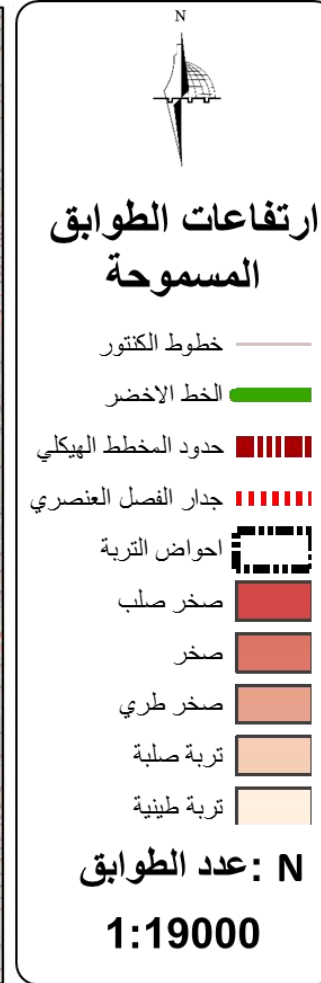 N
ارتفاعات الطوابق
المسموحة
خطوط الكنتور
الخط الاخضر
حدود المخطط الهيكلي
جدار الفصل العنصري
احواض التربة
صخر صلب
صخر
صخر طري
تربة صلبة
تربة طينية
N :عدد الطوابق
1:19000